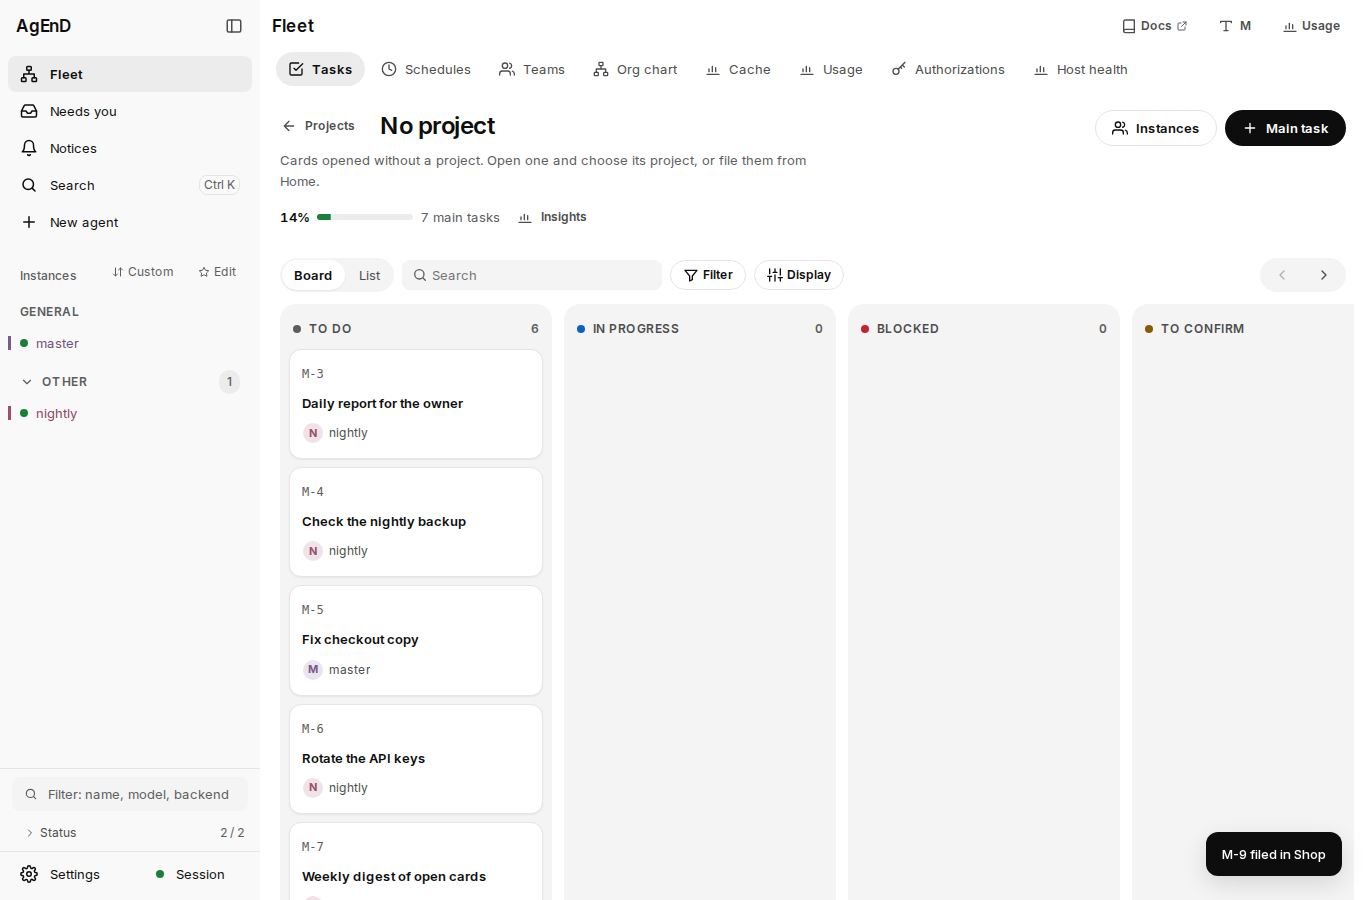 AgEnD
Fleet
Needs you
Notices
Search
Ctrl K
New agent
Instances
Custom
Edit
GENERAL
master
OTHER
1
nightly
Filter: name, model, backend
Status
2 / 2
Settings
Session
Fleet
Docs
M
Usage
Tasks
Schedules
Teams
Org chart
Cache
Usage
Authorizations
Host health
Projects
No project
Instances
Main task
Cards opened without a project. Open one and choose its project, or file them from
Home.
14%
7 main tasks
Insights
Board
List
Search
Filter
Display
TO DO
6
M-3
Daily report for the owner
N
nightly
M-4
Check the nightly backup
N
nightly
M-5
Fix checkout copy
M
master
M-6
Rotate the API keys
N
nightly
M-7
Weekly digest of open cards
IN PROGRESS
0
BLOCKED
0
TO CONFIRM
M-9 filed in Shop